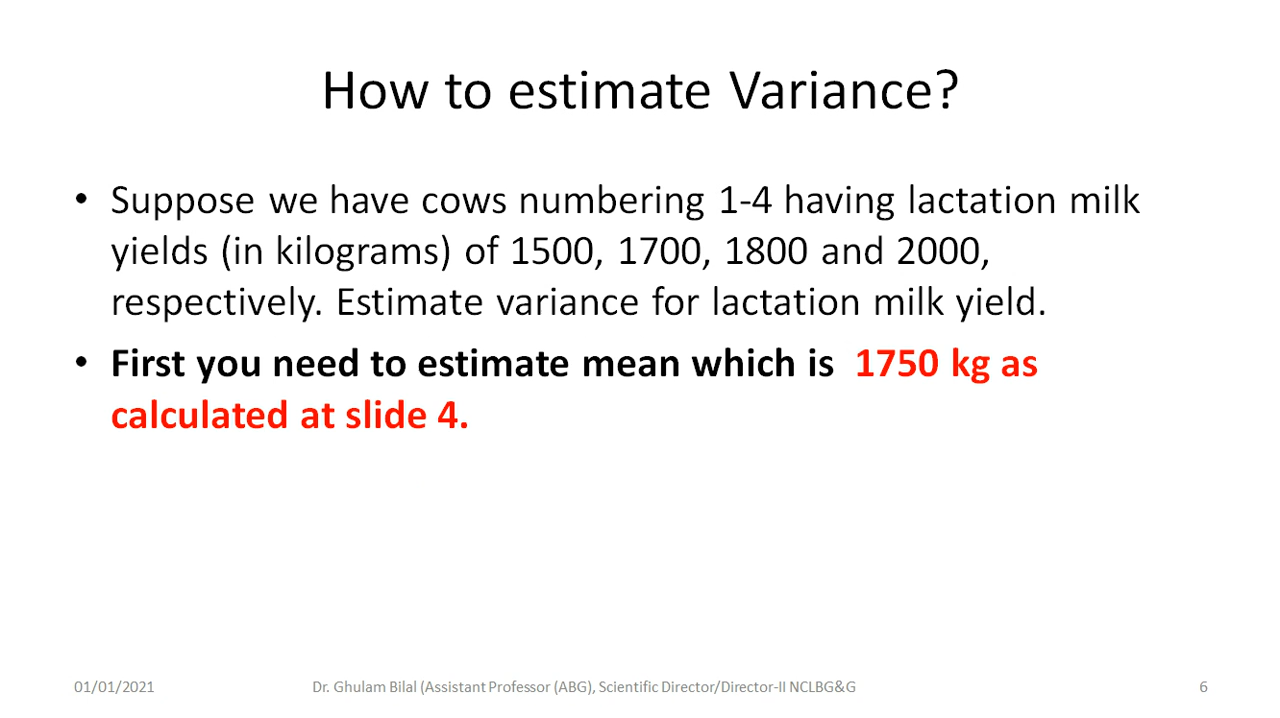 How to estimate Variance?
• Suppose we have cows numbering 1-4 having lactation milk
yields (in kilograms) of 1500, 1700, 1800 and 2000,
respectively. Estimate variance for lactation milk yield.
• First you need to estimate mean which is 1750 kg as
calculated at slide 4.
01/01/2021 Dr. Ghulam Bilal (Assistant Professor (ABG), Scientific Director/Director-II NCLBG&G 6